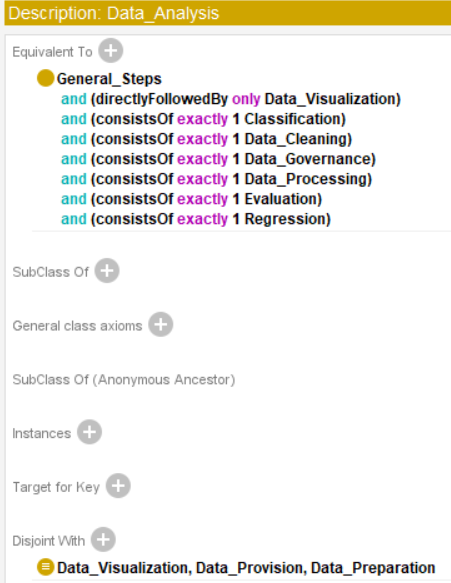 Description: Data_Analysis
Equivalent To
General_Steps
and (directlyFollowedBy only Data_Visualization)
and (consistsOf exactly 1 Classification)
and (consistsOf exactly 1 Data_Cleaning)
and (consistsOf exactly 1 Data_Governance)
and (consistsOf exactly 1 Data_Processing)
and (consistsOf exactly 1 Evaluation)
and (consistsOf exactly 1 Regression)
SubClass Of
General class axioms
SubClass Of (Anonymous Ancestor)
Instances
Target for Key
Disjoint With
Data_Visualization, Data_Provision, Data_Preparation